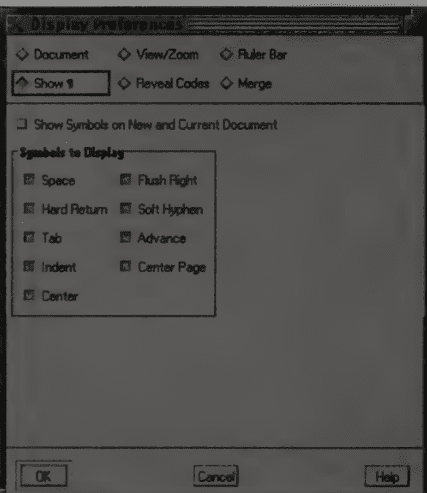 Display Preferences
Document View/Zoom Ruler Bar
Show ¶ Reveal Codes Merge
Show Symbols on New and Current Document
Symbols to Display
Space Flush Right
Hard Return Soft Hyphen
Tab Advance
Indent Center Page
Center
OK Cancel Help